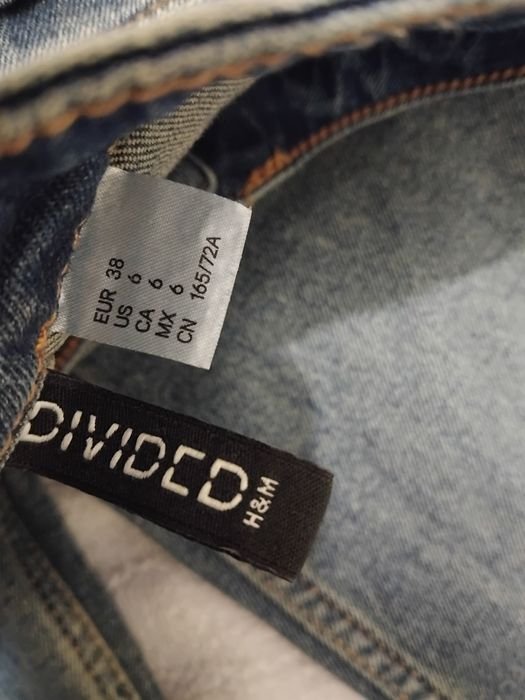 EUR 38
US 6
CA 6
MX 6
CN 165/72A
DIVIDED
H&M